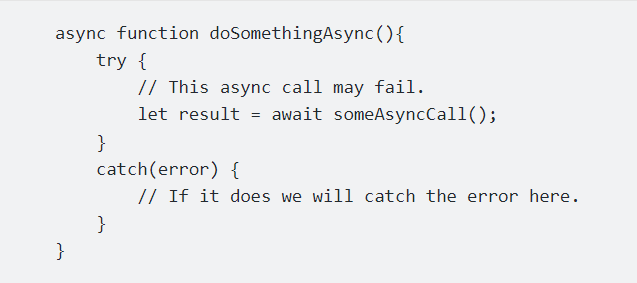 async function doSomethingAsync(){
    try {
        // This async call may fail.
        let result = await someAsyncCall();
    }
    catch(error) {
        // If it does we will catch the error here.
    }
}